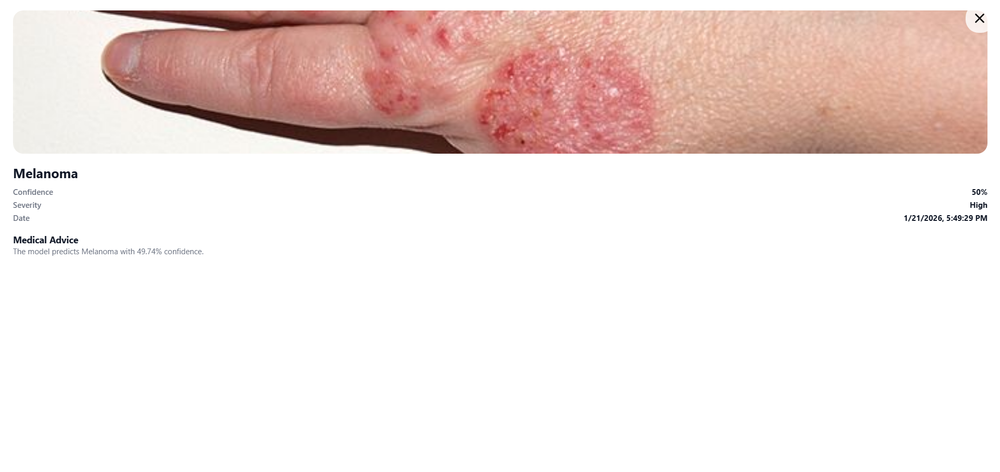 Melanoma
Confidence 50%
Severity High
Date 1/21/2026, 5:49:29 PM
Medical Advice
The model predicts Melanoma with 49.74% confidence.